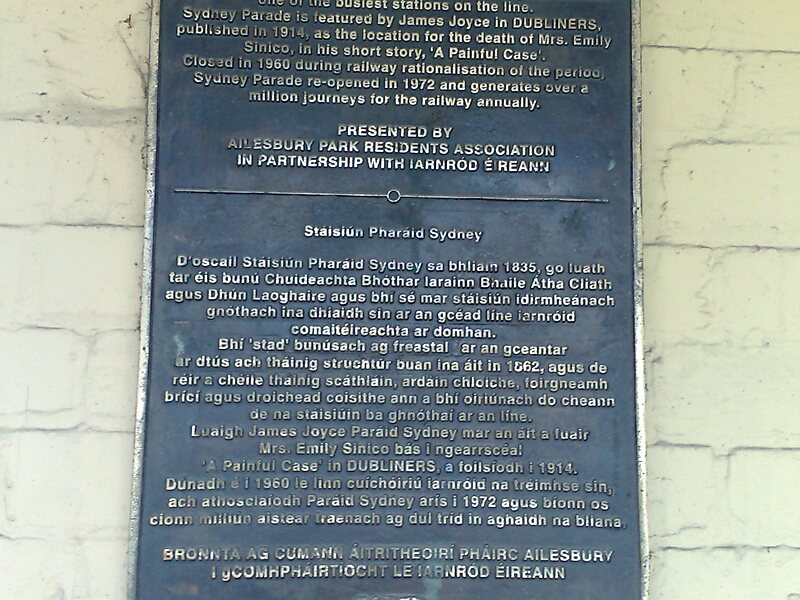 one of the busiest stations on the line.
Sydney Parade is featured by James Joyce in DUBLINERS,
published in 1914, as the location for the death of Mrs. Emily
Sinico, in his short story, 'A Painful Case'.
Closed in 1960 during railway rationalisation of the period,
Sydney Parade re-opened in 1972 and generates over a
million journeys for the railway annually.
PRESENTED BY
AILESBURY PARK RESIDENTS ASSOCIATION
IN PARTNERSHIP WITH IARNRÓD ÉIREANN
Stáisiún Pharáid Sydney
D'oscail Stáisiún Pharáid Sydney sa bhliain 1835, go luath
tar éis bunú Chuideachta Bhóthar Iarainn Bhaile Átha Cliath
agus Dhún Laoghaire agus bhí sé mar stáisiún idirmheánach
gnóthach ina dhiaidh sin ar an gcéad líne iarnróid
comaitéireachta ar domhan.
Bhí 'stad' bunúsach ag freastal ar an gceantar
ar dtús ach tháinig struchtúr buan ina áit in 1862, agus de
réir a chéile tháinig scáthláin, ardáin chloiche, foirgneamh
brící agus droichead coisithe ann a bhí oiriúnach do cheann
de na stáisiúin ba ghnóthaí ar an líne.
Luaigh James Joyce Paráid Sydney mar an áit a fuair
Mrs. Emily Sinico bás i ngearrscéal
'A Painful Case' in DUBLINERS, a foilsíodh i 1914.
Dúnadh é i 1960 le linn cuíchóiriú iarnróid na tréimhse sin,
ach athosclaíodh Paráid Sydney arís i 1972 agus bíonn os
cionn milliún aistear traenach ag dul tríd in aghaidh na bliana.
BRONNTA AG CUMANN ÁITRITHEOIRÍ PHÁIRC AILESBURY
I gCOMHPHÁIRTÍOCHT LE IARNRÓD ÉIREANN